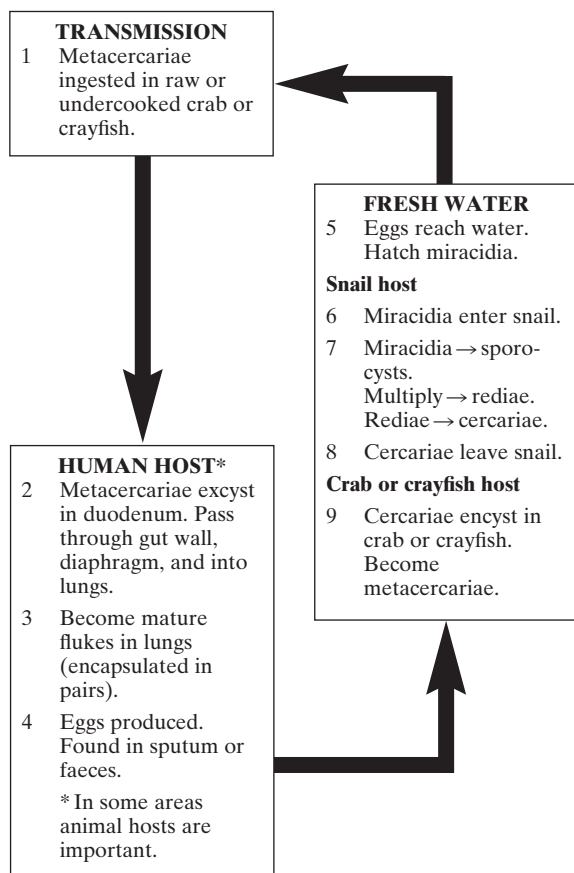 TRANSMISSION
1 Metacercariae
ingested in raw or
undercooked crab or
crayfish.
HUMAN HOST*
2 Metacercariae excyst
in duodenum. Pass
through gut wall,
diaphragm, and into
lungs.
3 Become mature
flukes in lungs
(encapsulated in
pairs).
4 Eggs produced.
Found in sputum or
faeces.
* In some areas
animal hosts are
important.
FRESH WATER
5 Eggs reach water.
Hatch miracidia.
Snail host
6 Miracidia enter snail.
7 Miracidia → sporo-
cysts.
Multiply → rediae.
Rediae → cercariae.
8 Cercariae leave snail.
Crab or crayfish host
9 Cercariae encyst in
crab or crayfish.
Become
metacercariae.